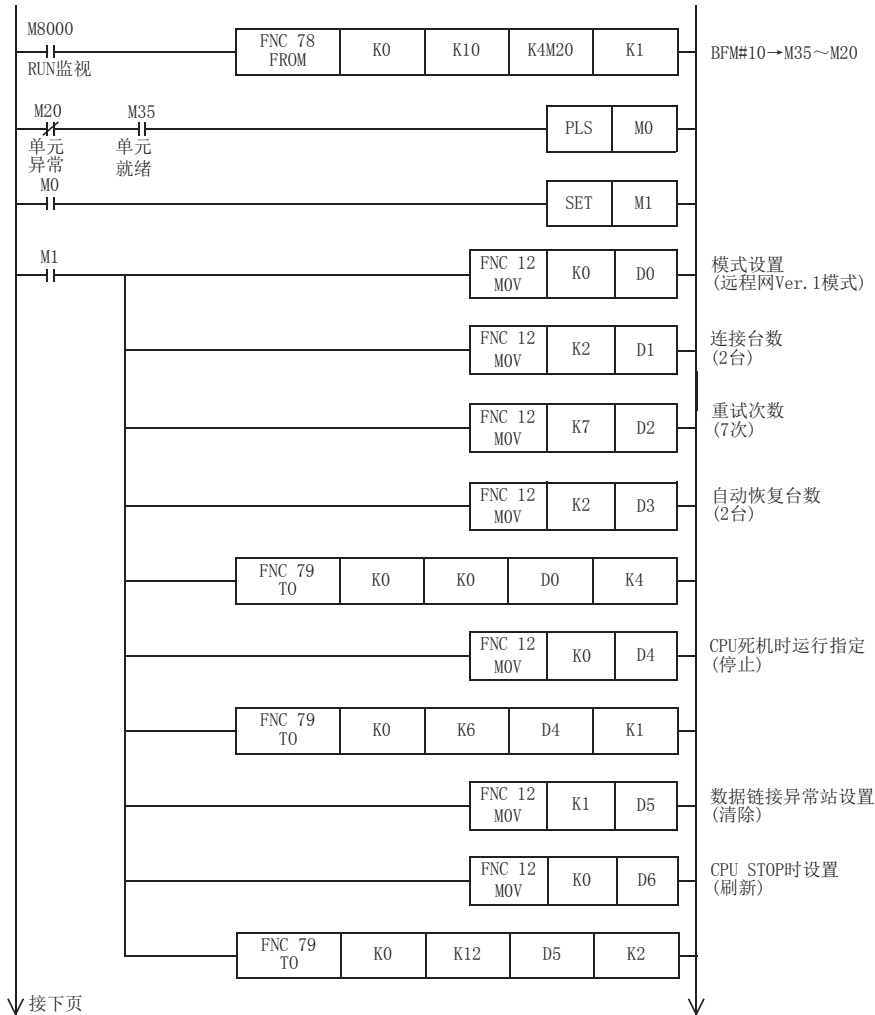 M8000
RUN监视
FNC 78
FROM
K0
K10
K4M20
K1
BFM#10→M35～M20
M20
单元
异常
M35
单元
就绪
PLS
M0
M0
SET
M1
M1
FNC 12
MOV
K0
D0
模式设置
(远程网Ver.1模式)
FNC 12
MOV
K2
D1
连接台数
(2台)
FNC 12
MOV
K7
D2
重试次数
(7次)
FNC 12
MOV
K2
D3
自动恢复台数
(2台)
FNC 79
TO
K0
K0
D0
K4
FNC 12
MOV
K0
D4
CPU死机时运行指定
(停止)
FNC 79
TO
K0
K6
D4
K1
FNC 12
MOV
K1
D5
数据链接异常站设置
(清除)
FNC 12
MOV
K0
D6
CPU STOP时设置
(刷新)
FNC 79
TO
K0
K12
D5
K2
接下页